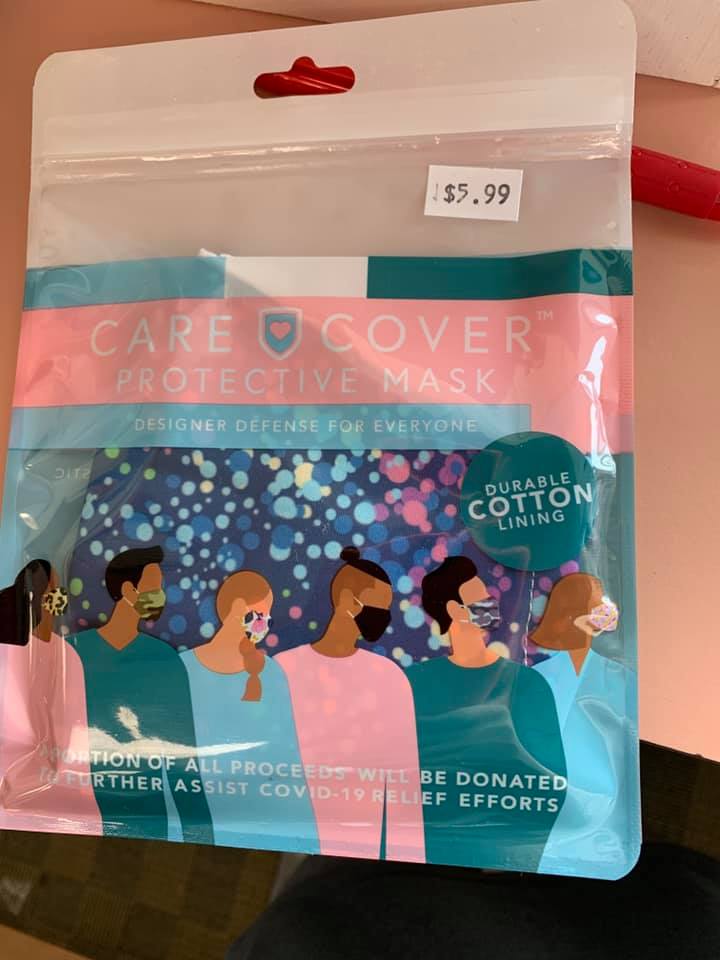 $5.99
CARE COVER™
PROTECTIVE MASK
DESIGNER DEFENSE FOR EVERYONE
DURABLE
COTTON
LINING
A PORTION OF ALL PROCEEDS WILL BE DONATED
TO FURTHER ASSIST COVID-19 RELIEF EFFORTS